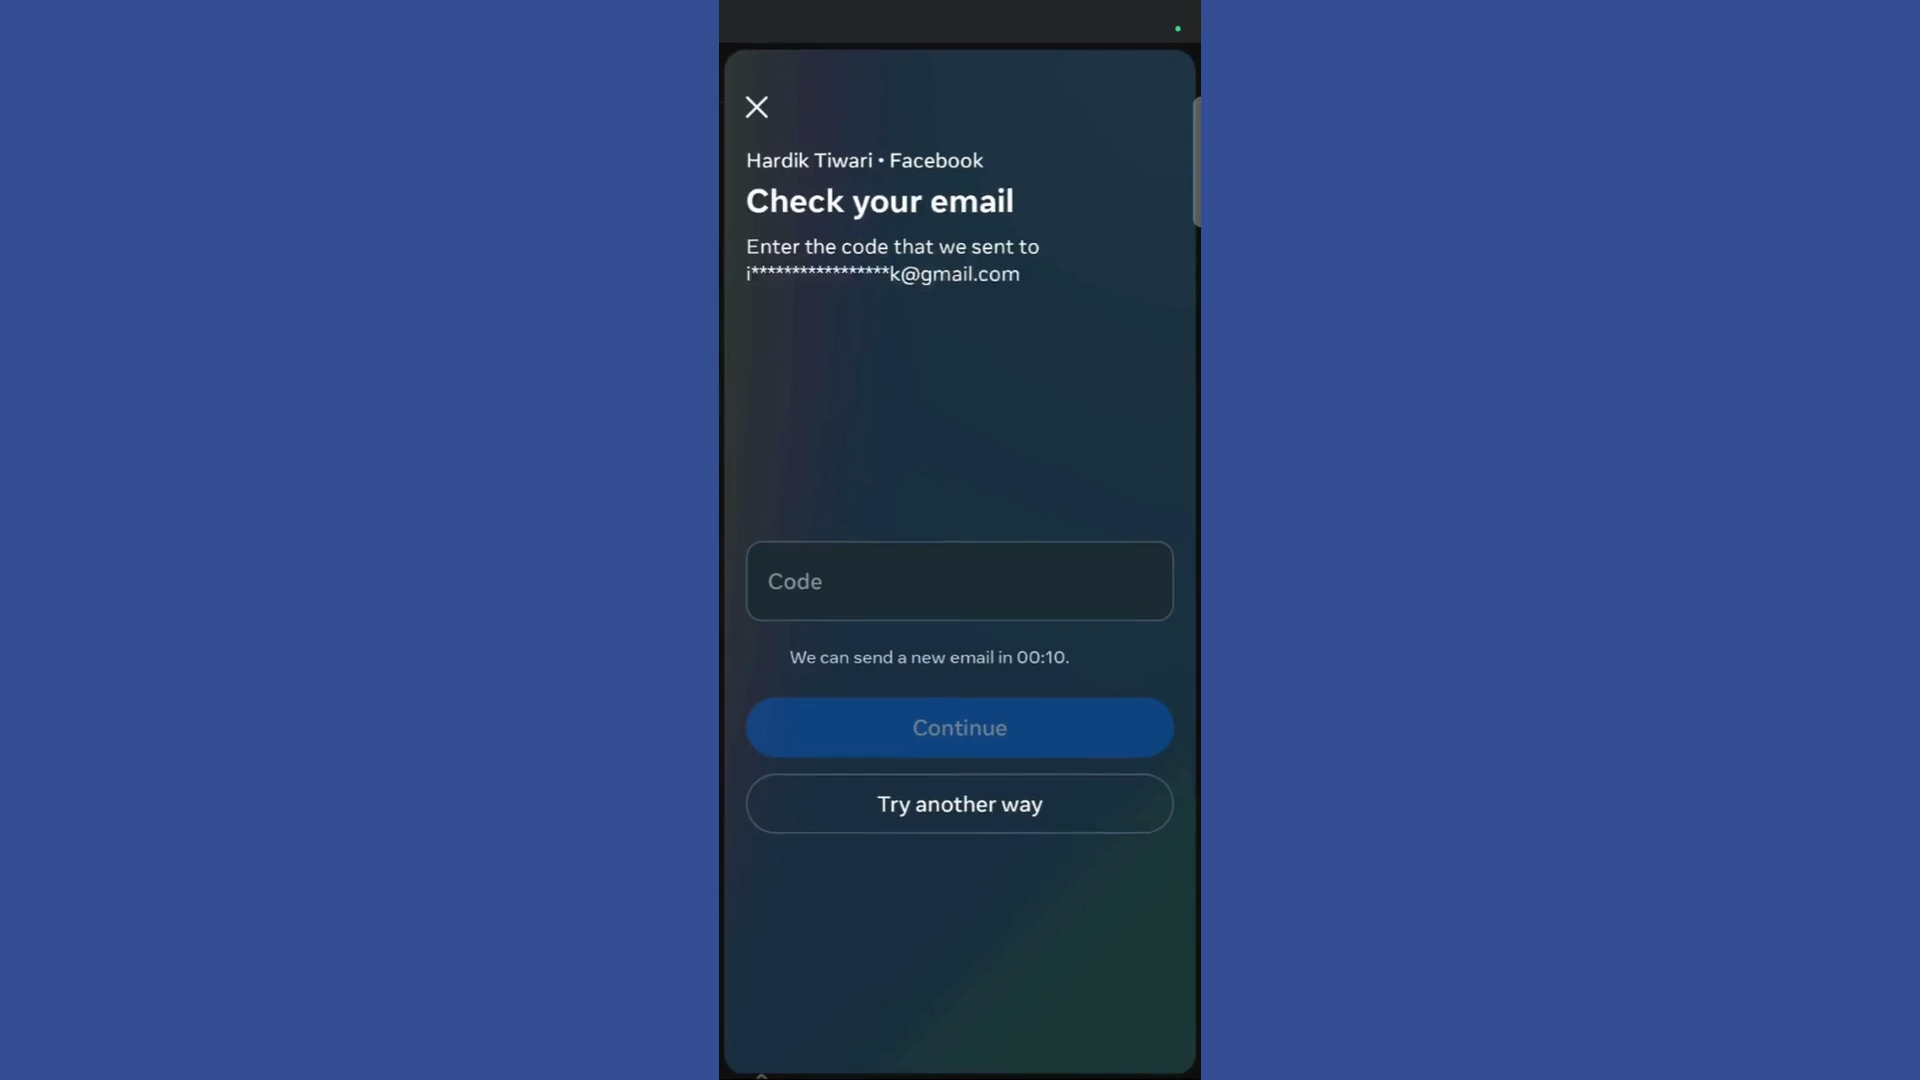 Hardik Tiwari • Facebook
Check your email
Enter the code that we sent to
i*****************k@gmail.com
Code
We can send a new email in 00:10.
Continue
Try another way